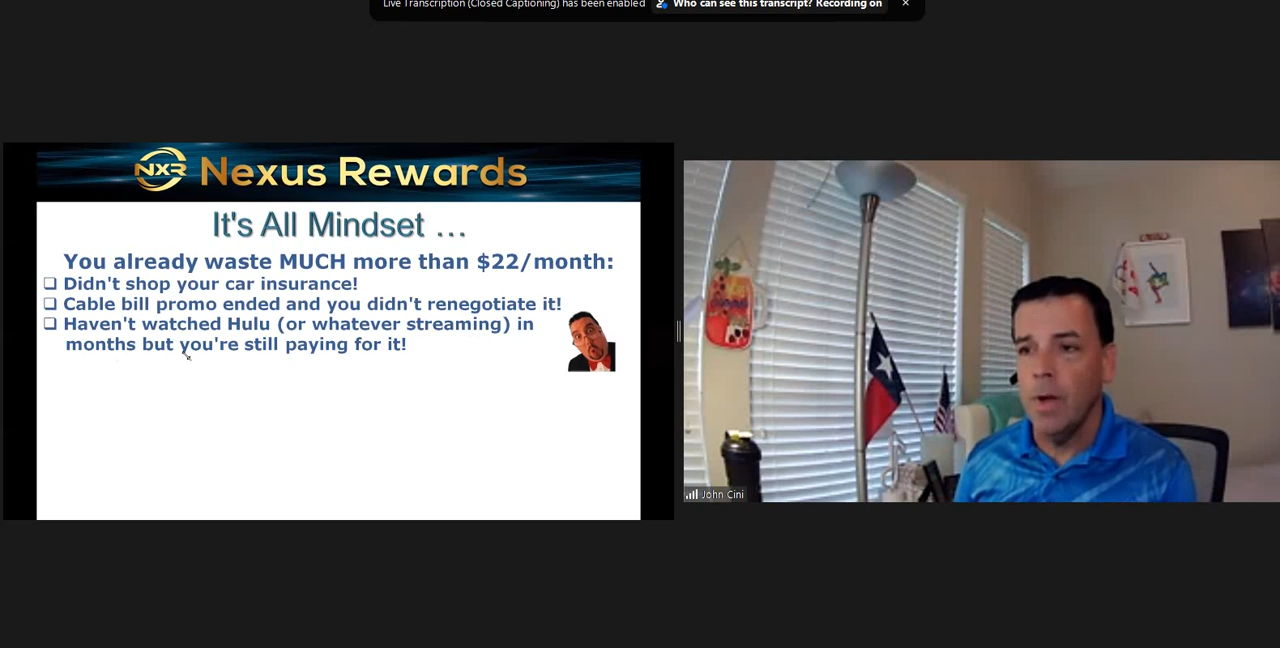 Live Transcription (Closed Captioning) has been enabled Who can see this transcript? Recording on
NXR Nexus Rewards
It's All Mindset ...
You already waste MUCH more than $22/month:
Didn't shop your car insurance!
Cable bill promo ended and you didn't renegotiate it!
Haven't watched Hulu (or whatever streaming) in
months but you're still paying for it!
John Cini